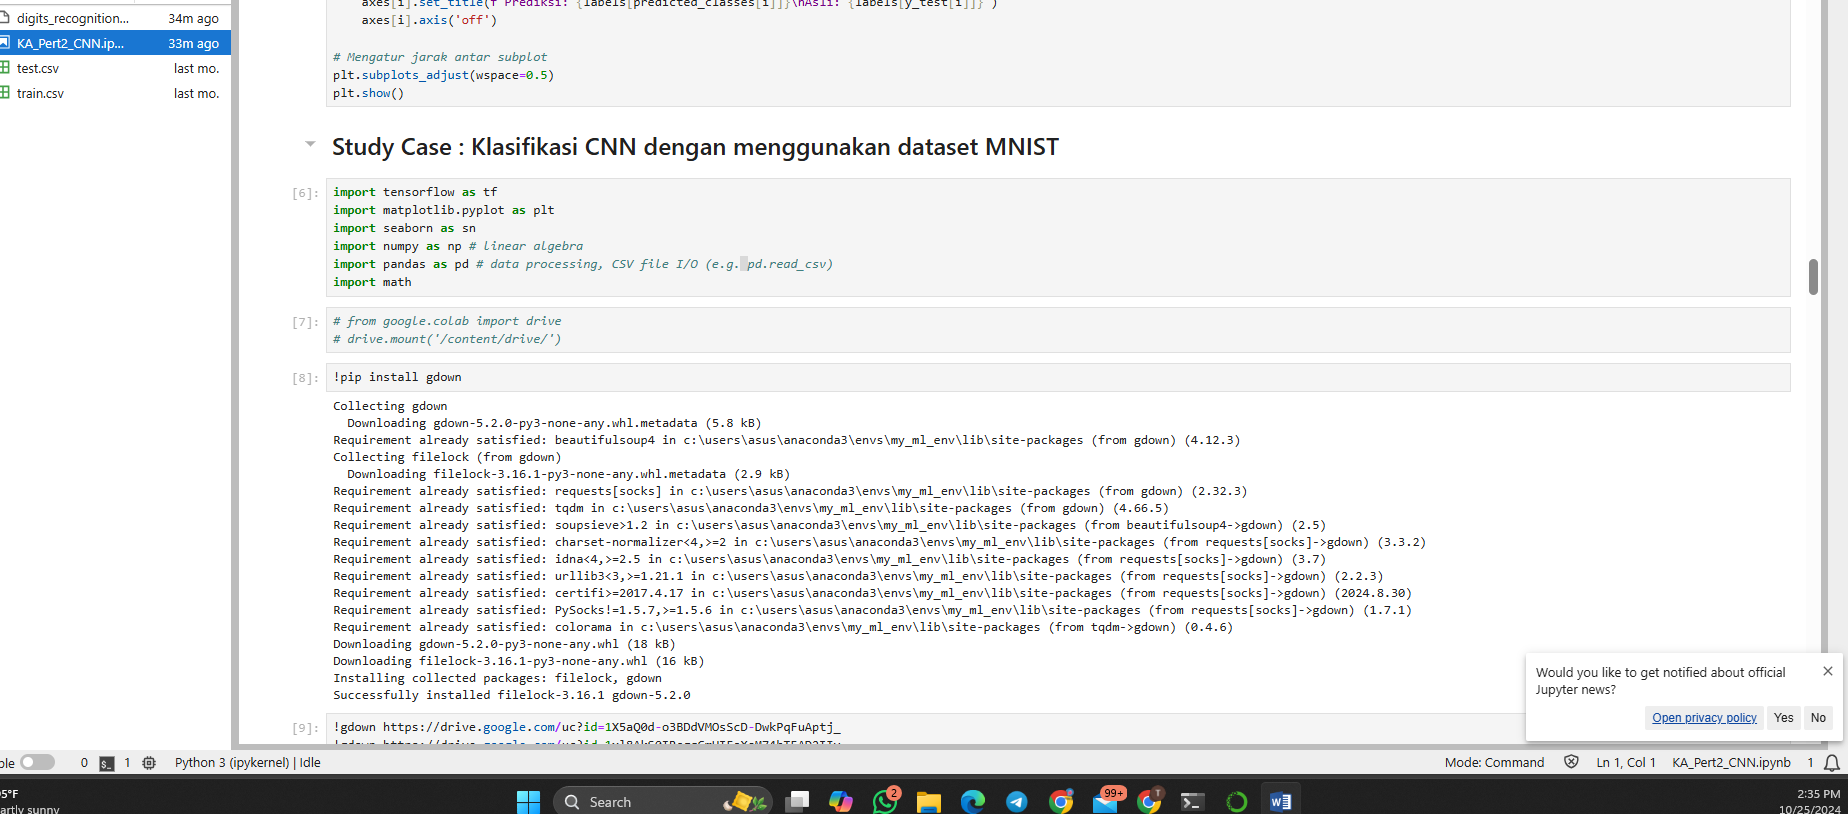 digits_recognition... 34m ago
KA_Pert2_CNN.ip... 33m ago
test.csv last mo.
train.csv last mo.
axes[i].set_title(f'Prediksi: {labels[predicted_classes[i]]}\nAsli: {labels[y_test[i]]}')
axes[i].axis('off')
# Mengatur jarak antar subplot
plt.subplots_adjust(wspace=0.5)
plt.show()
Study Case : Klasifikasi CNN dengan menggunakan dataset MNIST
[6]: import tensorflow as tf
import matplotlib.pyplot as plt
import seaborn as sn
import numpy as np # linear algebra
import pandas as pd # data processing, CSV file I/O (e.g. pd.read_csv)
import math
[7]: # from google.colab import drive
# drive.mount('/content/drive/')
[8]: !pip install gdown
Collecting gdown
Downloading gdown-5.2.0-py3-none-any.whl.metadata (5.8 kB)
Requirement already satisfied: beautifulsoup4 in c:\users\asus\anaconda3\envs\my_ml_env\lib\site-packages (from gdown) (4.12.3)
Collecting filelock (from gdown)
Downloading filelock-3.16.1-py3-none-any.whl.metadata (2.9 kB)
Requirement already satisfied: requests[socks] in c:\users\asus\anaconda3\envs\my_ml_env\lib\site-packages (from gdown) (2.32.3)
Requirement already satisfied: tqdm in c:\users\asus\anaconda3\envs\my_ml_env\lib\site-packages (from gdown) (4.66.5)
Requirement already satisfied: soupsieve>1.2 in c:\users\asus\anaconda3\envs\my_ml_env\lib\site-packages (from beautifulsoup4->gdown) (2.5)
Requirement already satisfied: charset-normalizer<4,>=2 in c:\users\asus\anaconda3\envs\my_ml_env\lib\site-packages (from requests[socks]->gdown) (3.3.2)
Requirement already satisfied: idna<4,>=2.5 in c:\users\asus\anaconda3\envs\my_ml_env\lib\site-packages (from requests[socks]->gdown) (3.7)
Requirement already satisfied: urllib3<3,>=1.21.1 in c:\users\asus\anaconda3\envs\my_ml_env\lib\site-packages (from requests[socks]->gdown) (2.2.3)
Requirement already satisfied: certifi>=2017.4.17 in c:\users\asus\anaconda3\envs\my_ml_env\lib\site-packages (from requests[socks]->gdown) (2024.8.30)
Requirement already satisfied: PySocks!=1.5.7,>=1.5.6 in c:\users\asus\anaconda3\envs\my_ml_env\lib\site-packages (from requests[socks]->gdown) (1.7.1)
Requirement already satisfied: colorama in c:\users\asus\anaconda3\envs\my_ml_env\lib\site-packages (from tqdm->gdown) (0.4.6)
Downloading gdown-5.2.0-py3-none-any.whl (18 kB)
Downloading filelock-3.16.1-py3-none-any.whl (16 kB)
Installing collected packages: filelock, gdown
Successfully installed filelock-3.16.1 gdown-5.2.0
[9]: !gdown https://drive.google.com/uc?id=1X5aQ0d-o3BDdVMOsScD-DwkPqFuAptj_
Would you like to get notified about official
Jupyter news?
Open privacy policy Yes No
ple 0 1 Python 3 (ipykernel) | Idle Mode: Command Ln 1, Col 1 KA_Pert2_CNN.ipynb 1
5°F
artly sunny
Search
2
99+
T
2:35 PM
10/25/2024